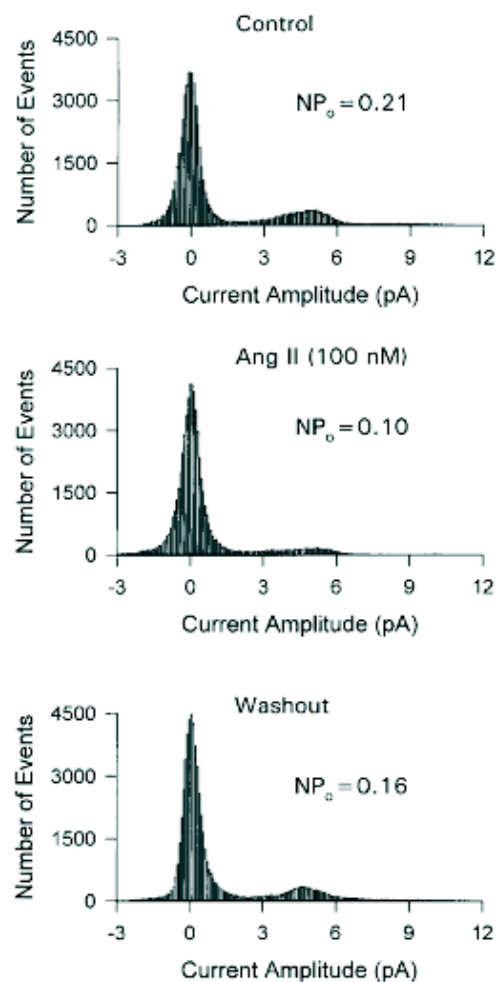 Control
NPₒ=0.21
Number of Events
4500
3000
1500
0
-3 0 3 6 9 12
Current Amplitude (pA)
Ang II (100 nM)
NPₒ=0.10
Number of Events
4500
3000
1500
0
-3 0 3 6 9 12
Current Amplitude (pA)
Washout
NPₒ=0.16
Number of Events
4500
3000
1500
0
-3 0 3 6 9 12
Current Amplitude (pA)